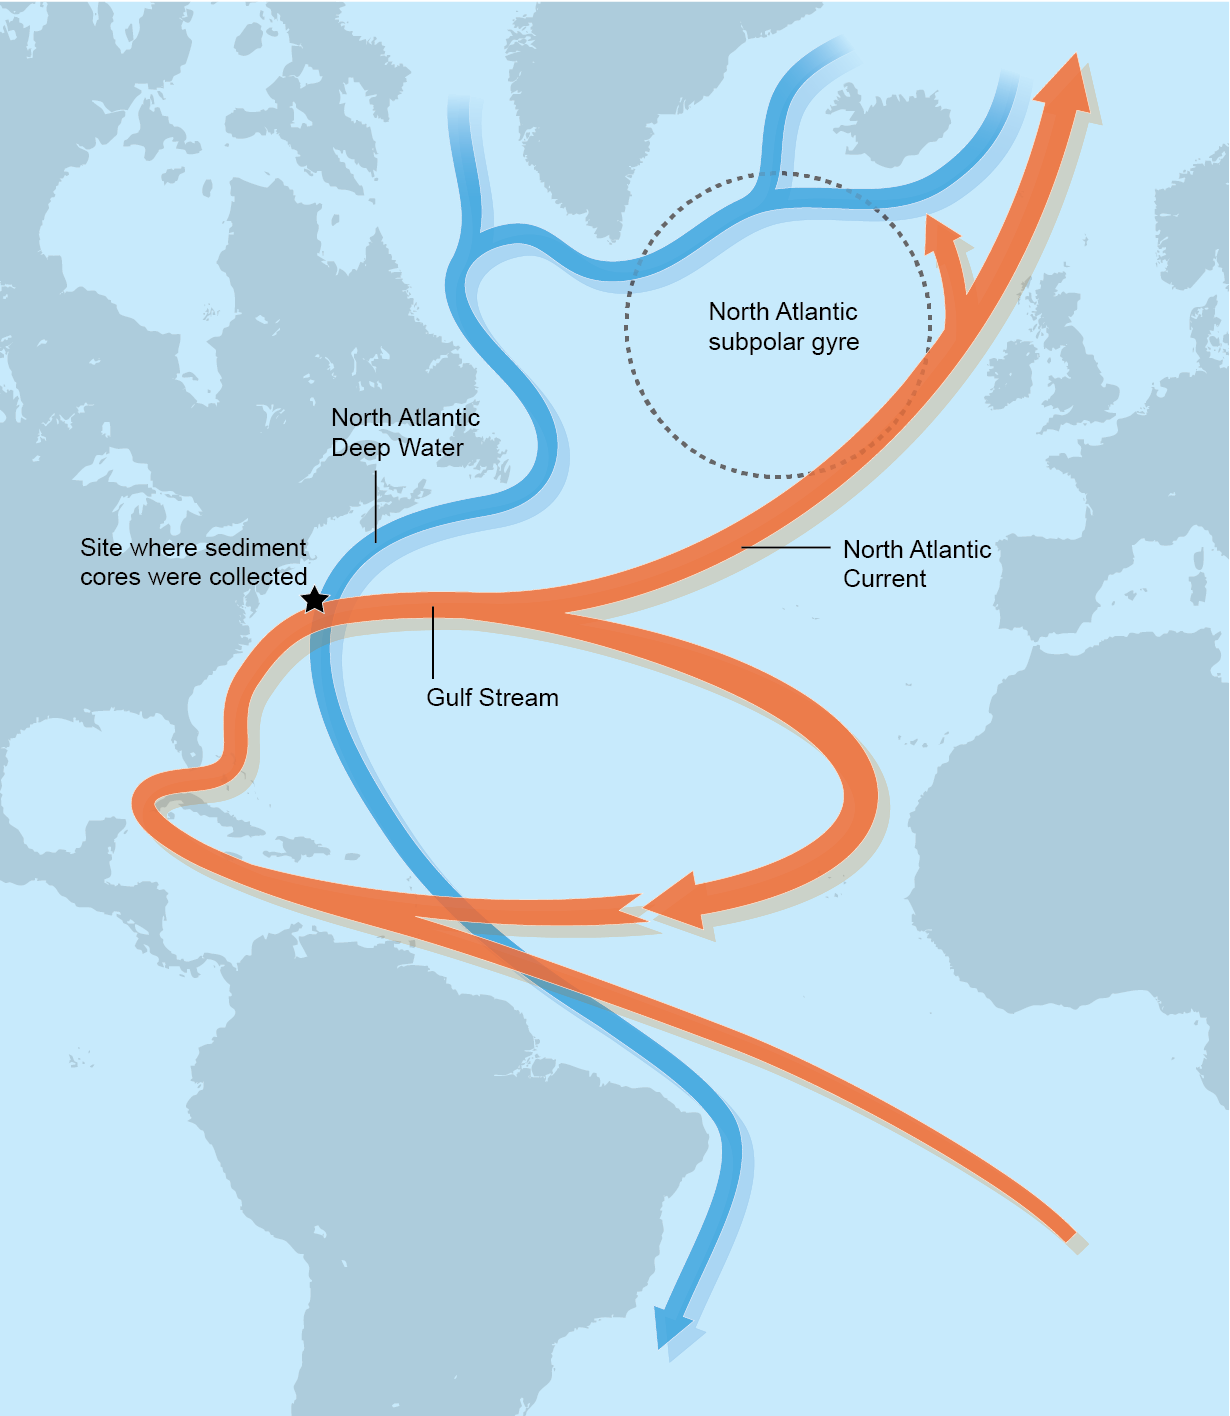 North Atlantic
subpolar gyre
North Atlantic
Deep Water
Site where sediment
cores were collected
North Atlantic
Current
Gulf Stream